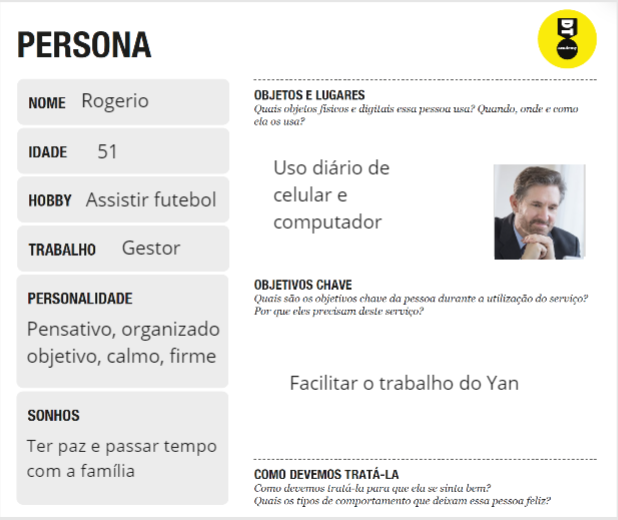 PERSONA
DT
academy
NOME Rogerio
IDADE 51
HOBBY Assistir futebol
TRABALHO Gestor
PERSONALIDADE
Pensativo, organizado
objetivo, calmo, firme
SONHOS
Ter paz e passar tempo
com a família
OBJETOS E LUGARES
Quais objetos físicos e digitais essa pessoa usa? Quando, onde e como
ela os usa?
Uso diário de
celular e
computador
OBJETIVOS CHAVE
Quais são os objetivos chave da pessoa durante a utilização do serviço?
Por que eles precisam deste serviço?
Facilitar o trabalho do Yan
COMO DEVEMOS TRATÁ-LA
Como devemos tratá-la para que ela se sinta bem?
Quais os tipos de comportamento que deixam essa pessoa feliz?